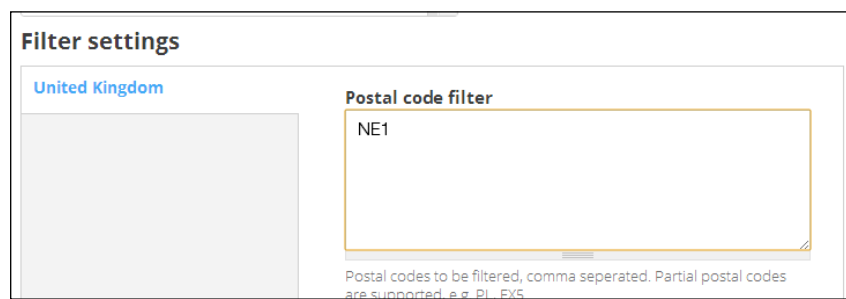 Filter settings
United Kingdom
Postal code filter
NE1
Postal codes to be filtered, comma seperated. Partial postal codes
are supported, e.g. PL, EX5